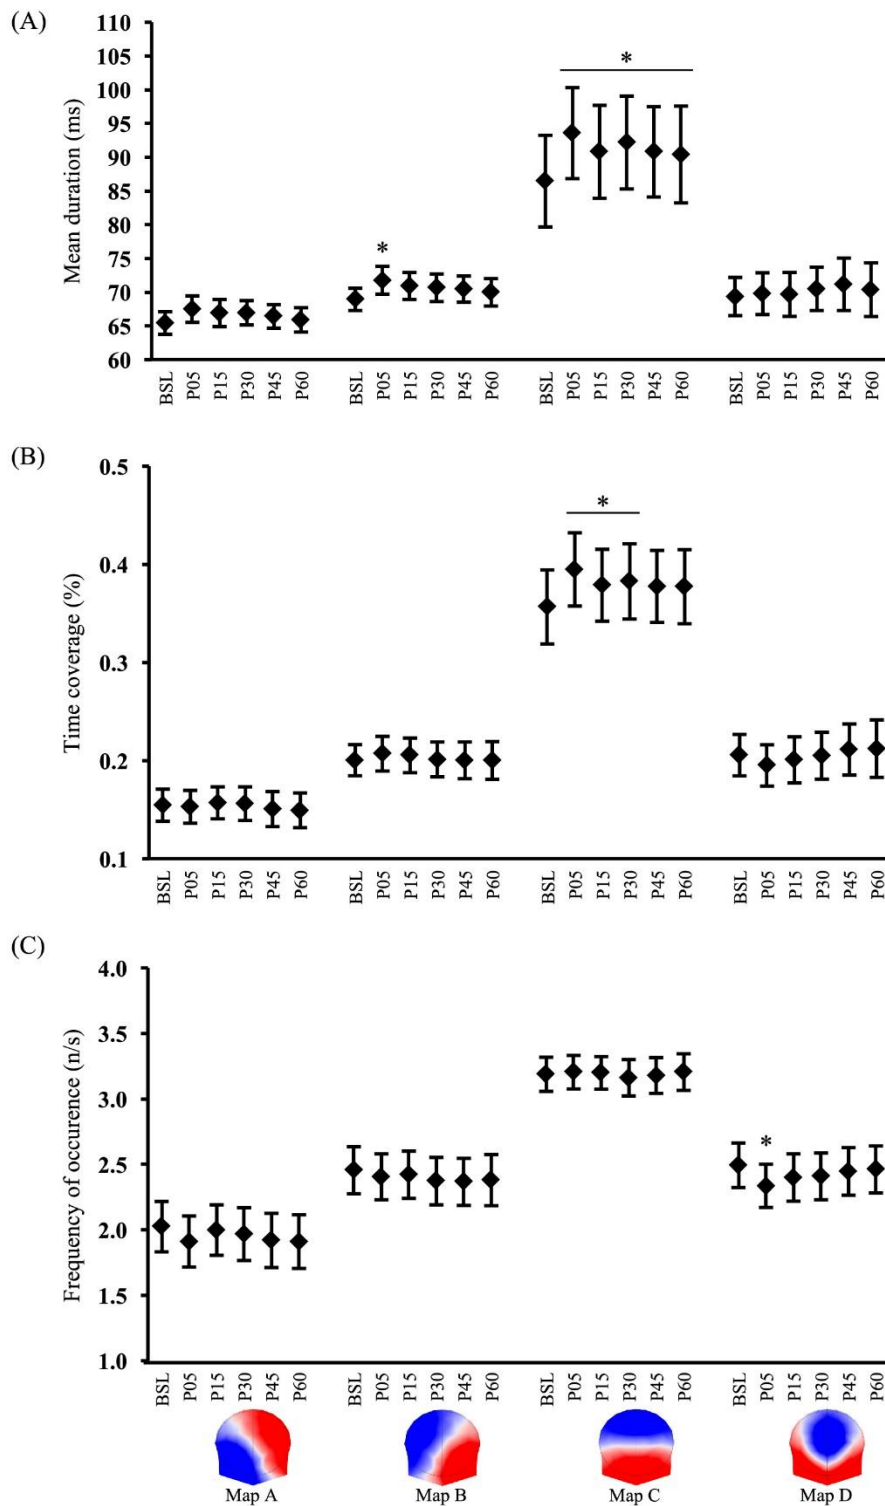 (A)
Mean duration (ms)
110
105
100
95
90
85
80
75
70
65
60
*
*
BSL P05 P15 P30 P45 P60 BSL P05 P15 P30 P45 P60 BSL P05 P15 P30 P45 P60 BSL P05 P15 P30 P45 P60
(B)
Time coverage (%)
0.5
0.4
0.3
0.2
0.1
*
BSL P05 P15 P30 P45 P60 BSL P05 P15 P30 P45 P60 BSL P05 P15 P30 P45 P60 BSL P05 P15 P30 P45 P60
(C)
Frequency of occurence (n/s)
4.0
3.5
3.0
2.5
2.0
1.5
1.0
*
BSL P05 P15 P30 P45 P60 BSL P05 P15 P30 P45 P60 BSL P05 P15 P30 P45 P60 BSL P05 P15 P30 P45 P60
Map A Map B Map C Map D